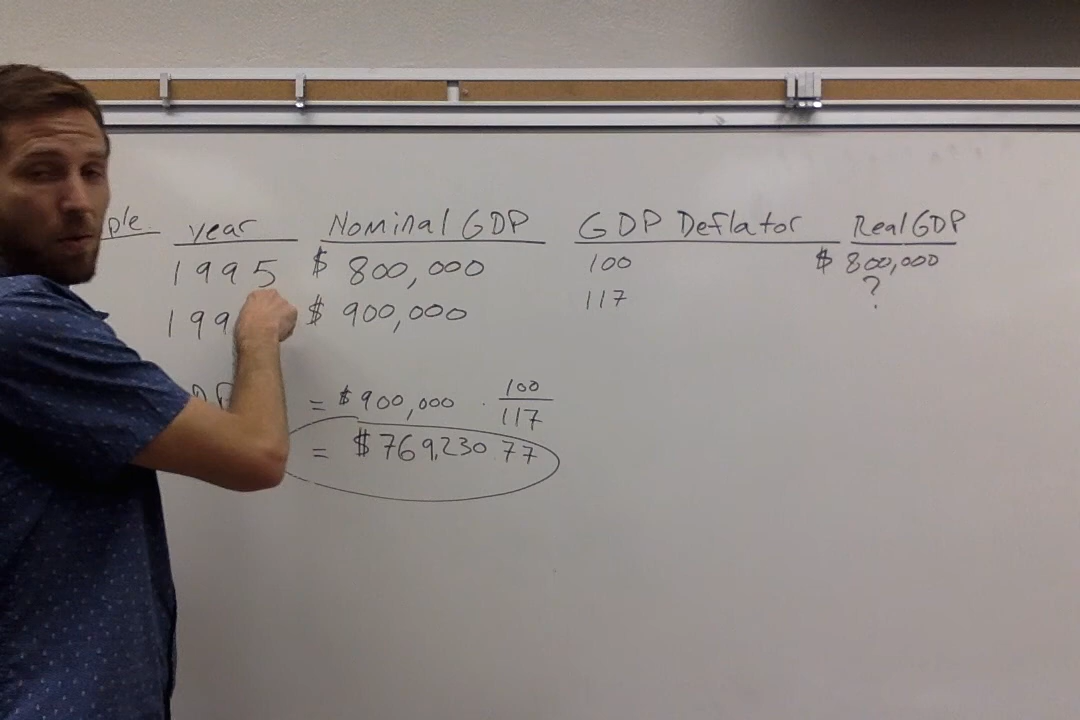 ple year Nominal GDP GDP Deflator Real GDP
1995 $ 800,000 100 $ 800,000
199 $ 900,000 117 ?
= $900,000 · 100/117
= $769,230.77